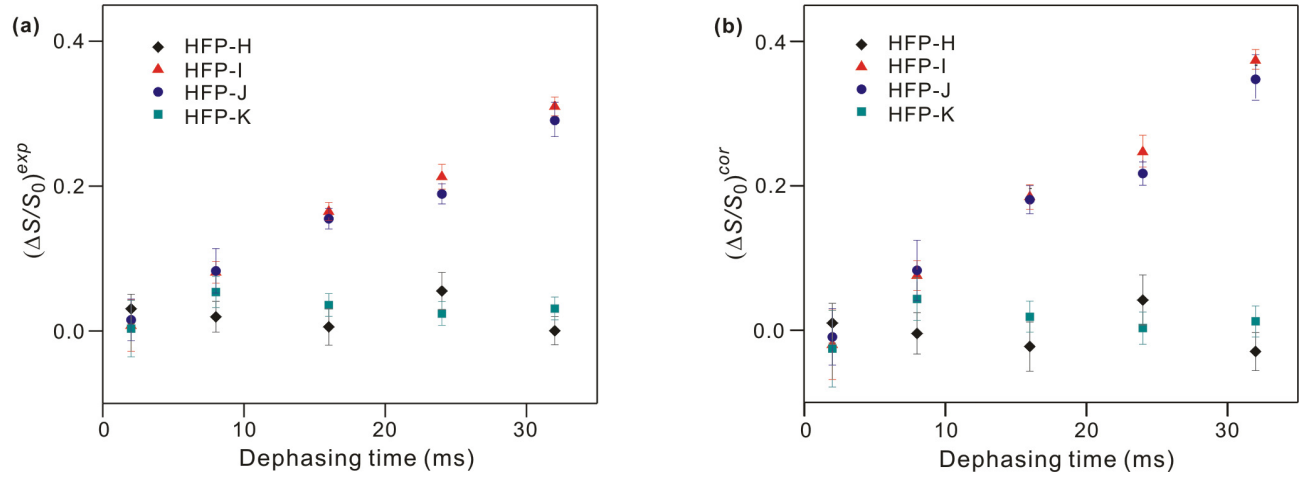 (a)
0.4
0.2
0.0
(ΔS/S0)exp
HFP-H
HFP-I
HFP-J
HFP-K
0 10 20 30
Dephasing time (ms)
(b)
0.4
0.2
0.0
(ΔS/S0)cor
HFP-H
HFP-I
HFP-J
HFP-K
0 10 20 30
Dephasing time (ms)